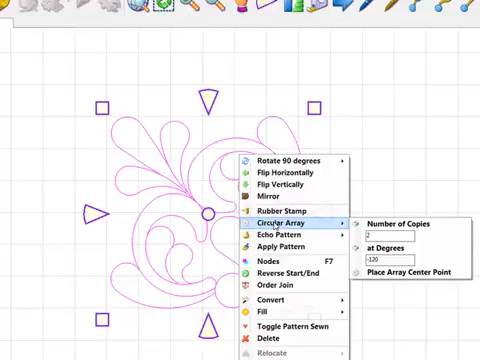 Rotate 90 degrees
Flip Horizontally
Flip Vertically
Mirror
Rubber Stamp
Circular Array
Echo Pattern
Apply Pattern
Nodes F7
Reverse Start/End
Order Join
Convert
Fill
Toggle Pattern Sewn
Delete
Relocate
Number of Copies
2
at Degrees
-120
Place Array Center Point